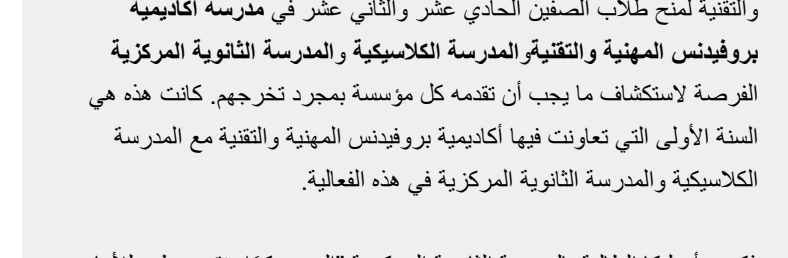 والتقنية لمنح طلاب الصفين الحادي عشر والثاني عشر في مدرسة أكاديمية
بروفيدنس المهنية والتقنيةوالمدرسة الكلاسيكية والمدرسة الثانوية المركزية
الفرصة لاستكشاف ما يجب أن تقدمه كل مؤسسة بمجرد تخرجهم. كانت هذه هي
السنة الأولى التي تعاونت فيها أكاديمية بروفيدنس المهنية والتقنية مع المدرسة
الكلاسيكية والمدرسة الثانوية المركزية في هذه الفعالية.